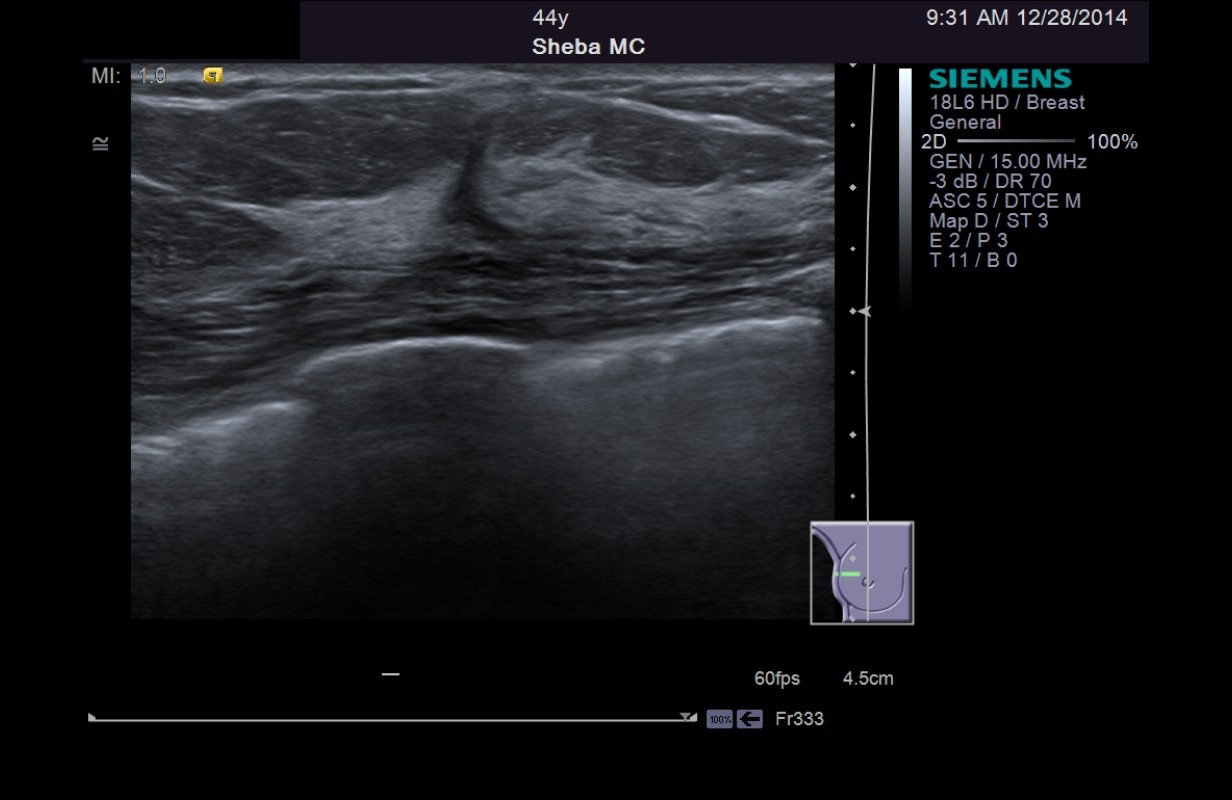 44y
9:31 AM 12/28/2014
Sheba MC
MI: 1.0
SIEMENS
18L6 HD / Breast
General
2D 100%
GEN / 15.00 MHz
-3 dB / DR 70
ASC 5 / DTCE M
Map D / ST 3
E 2 / P 3
T 11 / B 0
60fps 4.5cm
100% Fr333